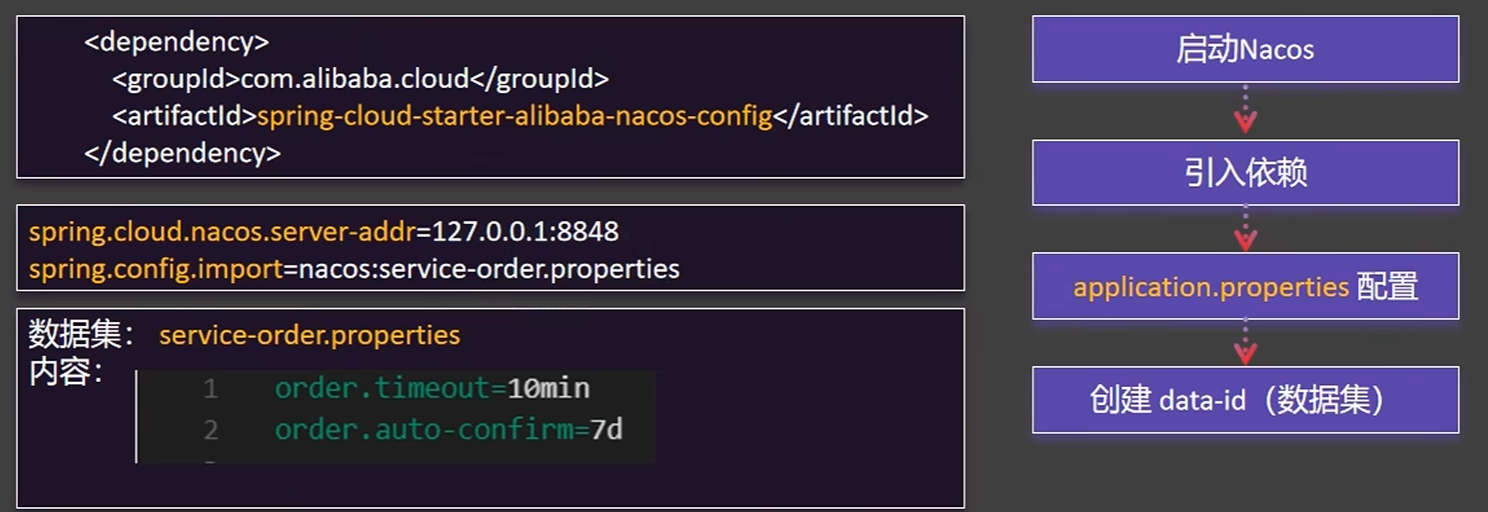 <dependency>
<groupId>com.alibaba.cloud</groupId>
<artifactId>spring-cloud-starter-alibaba-nacos-config</artifactId>
</dependency>
spring.cloud.nacos.server-addr=127.0.0.1:8848
spring.config.import=nacos:service-order.properties
数据集： service-order.properties
内容：
1 order.timeout=10min
2 order.auto-confirm=7d
启动Nacos
引入依赖
application.properties 配置
创建 data-id（数据集）